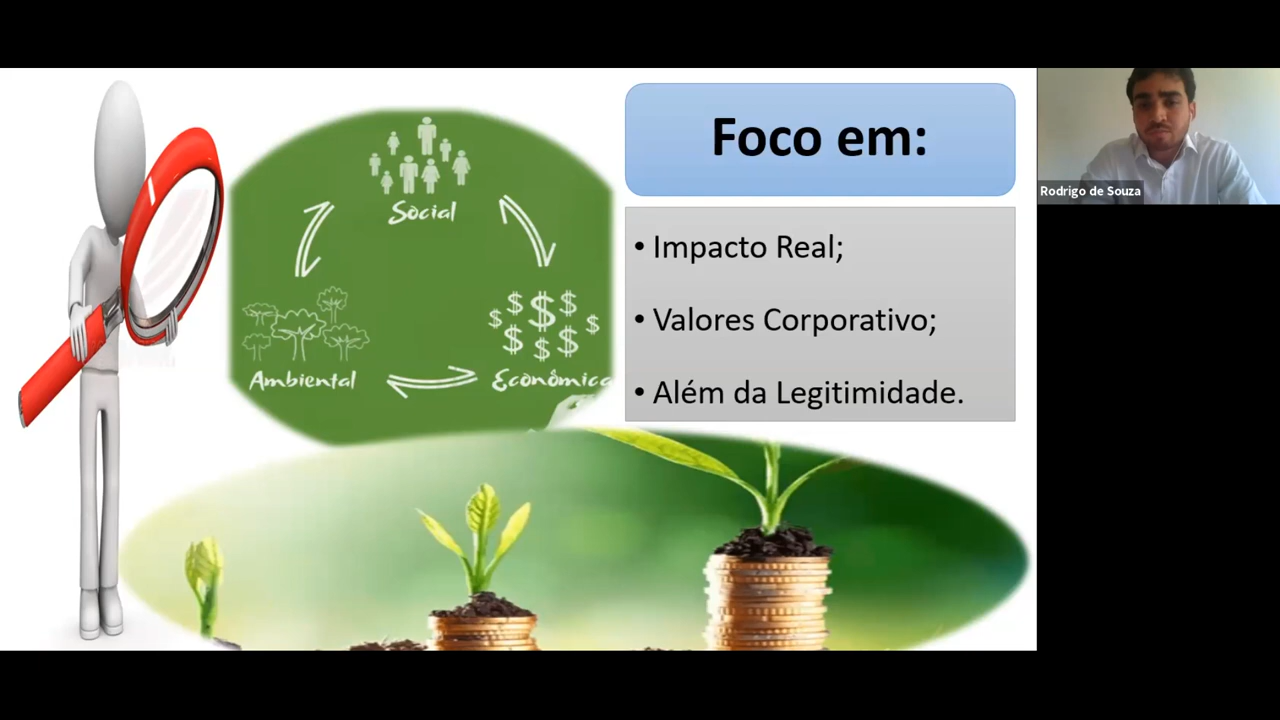 Social
Ambiental
Econômica
Foco em:
• Impacto Real;
• Valores Corporativo;
• Além da Legitimidade.
Rodrigo de Souza